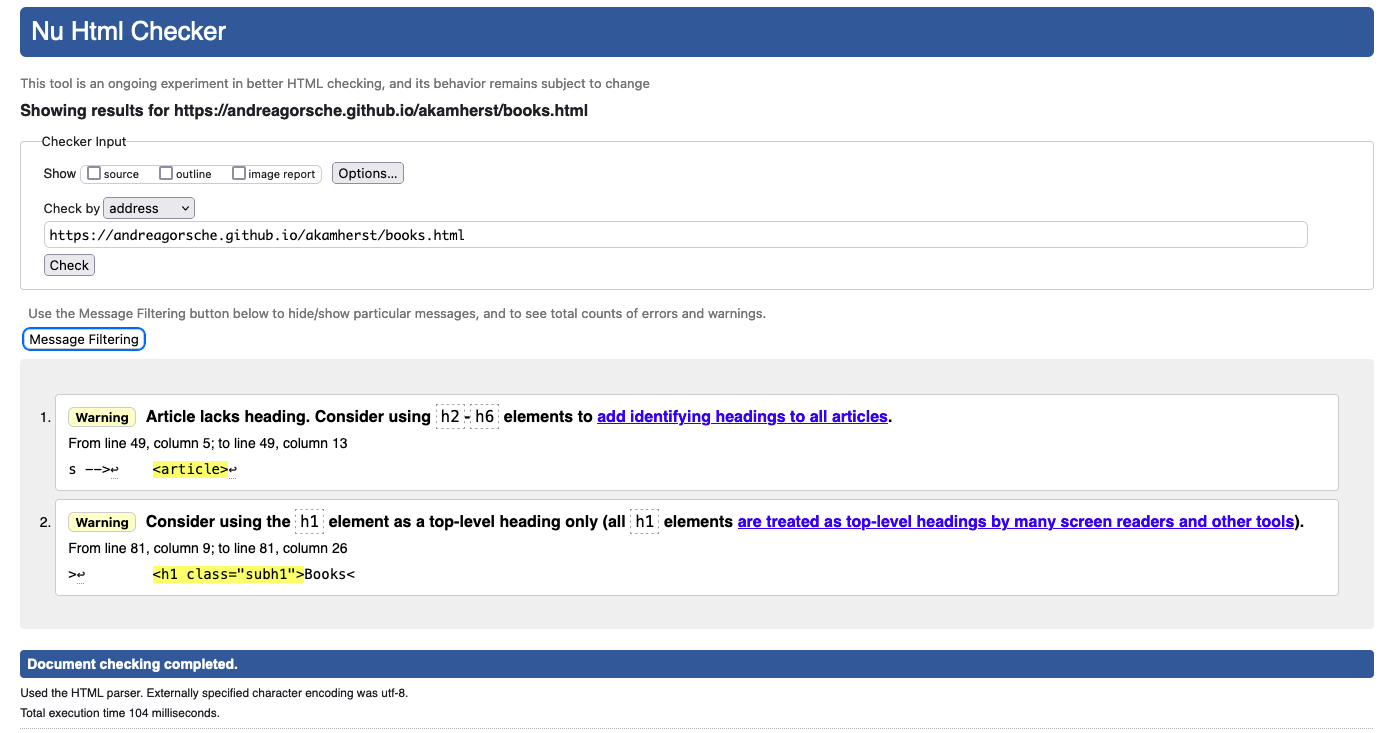 Nu Html Checker
This tool is an ongoing experiment in better HTML checking, and its behavior remains subject to change
Showing results for https://andreagorsche.github.io/akamherst/books.html
Checker Input
Show source outline image report Options...
Check by address
https://andreagorsche.github.io/akamherst/books.html
Check
Use the Message Filtering button below to hide/show particular messages, and to see total counts of errors and warnings.
Message Filtering
1. Warning Article lacks heading. Consider using h2-h6 elements to add identifying headings to all articles.
From line 49, column 5; to line 49, column 13
s -->↩ <article>↩
2. Warning Consider using the h1 element as a top-level heading only (all h1 elements are treated as top-level headings by many screen readers and other tools).
From line 81, column 9; to line 81, column 26
>↩ <h1 class="subh1">Books<
Document checking completed.
Used the HTML parser. Externally specified character encoding was utf-8.
Total execution time 104 milliseconds.